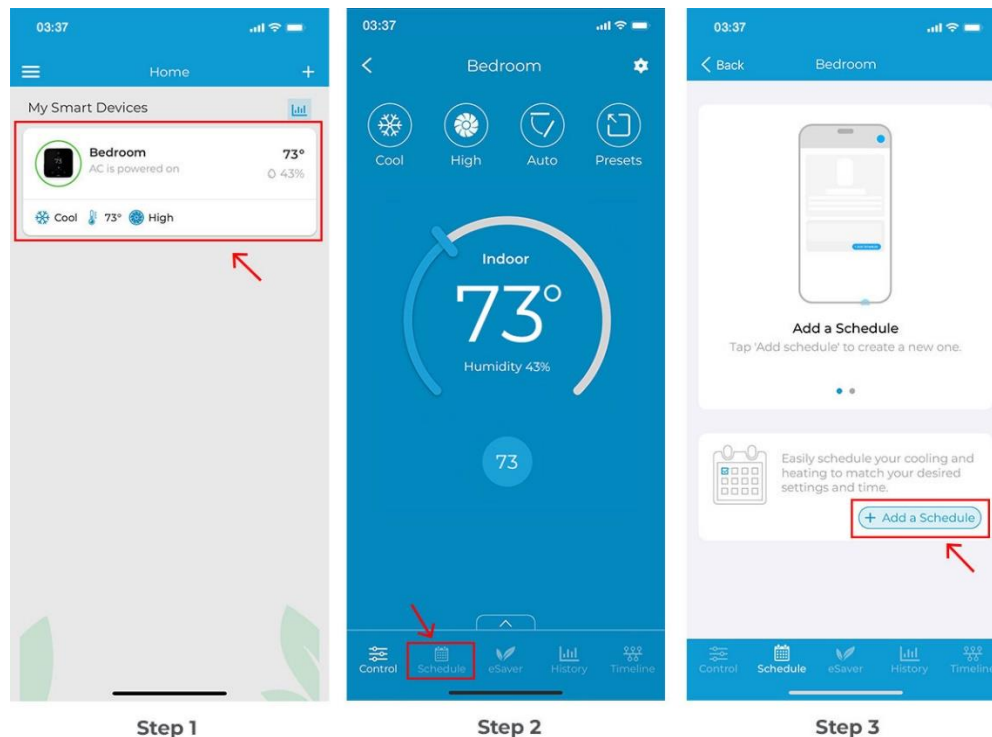 03:37
Home
+
My Smart Devices
Bedroom
73°
AC is powered on
43%
Cool
73°
High
Step 1
03:37
Bedroom
Cool
High
Auto
Presets
Indoor
73°
Humidity 43%
73
Control
Schedule
eSaver
History
Timeline
Step 2
03:37
Back
Bedroom
Add a Schedule
Tap 'Add schedule' to create a new one.
Easily schedule your cooling and
heating to match your desired
settings and time.
+ Add a Schedule
Control
Schedule
eSaver
History
Timeline
Step 3